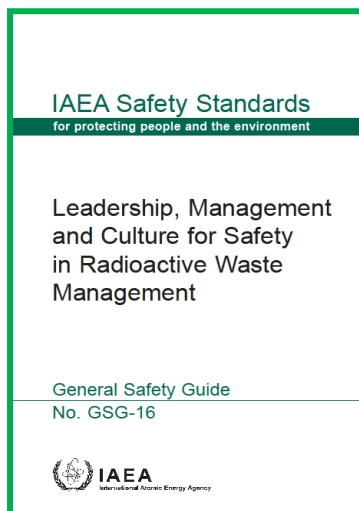 IAEA Safety Standards
for protecting people and the environment
Leadership, Management
and Culture for Safety
in Radioactive Waste
Management
General Safety Guide
No. GSG-16
IAEA
International Atomic Energy Agency